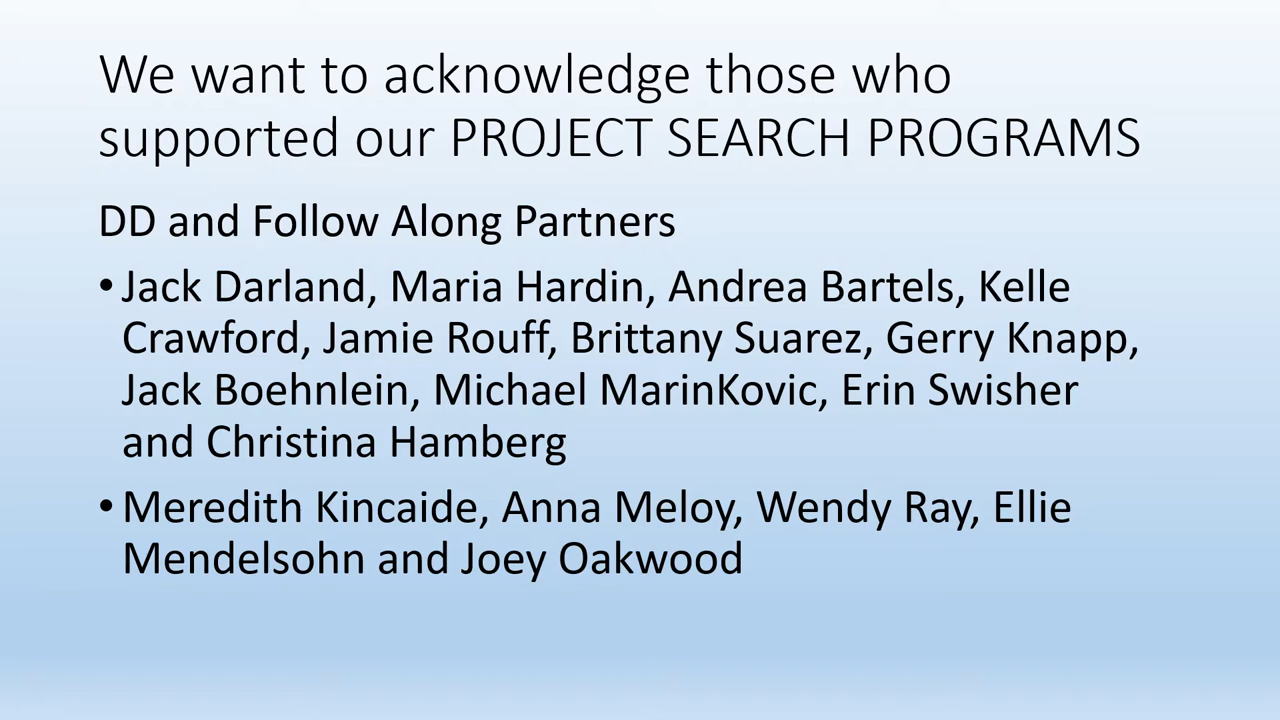 We want to acknowledge those who
supported our PROJECT SEARCH PROGRAMS
DD and Follow Along Partners
• Jack Darland, Maria Hardin, Andrea Bartels, Kelle
Crawford, Jamie Rouff, Brittany Suarez, Gerry Knapp,
Jack Boehnlein, Michael MarinKovic, Erin Swisher
and Christina Hamberg
• Meredith Kincaide, Anna Meloy, Wendy Ray, Ellie
Mendelsohn and Joey Oakwood